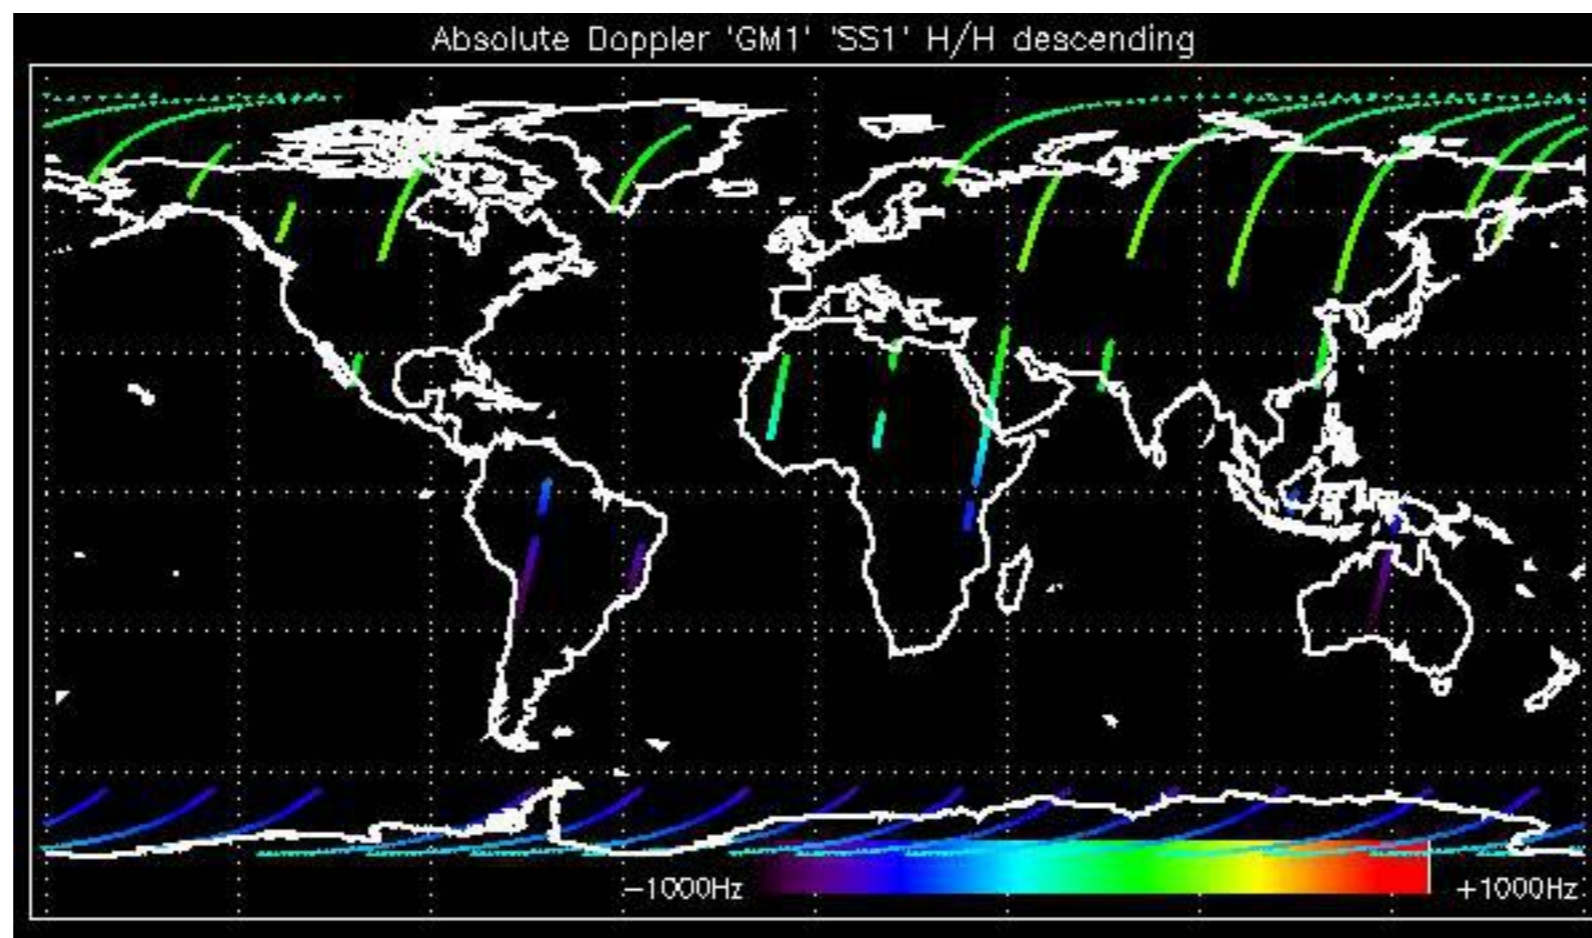 Absolute Doppler 'GM1' 'SS1' H/H descending
-1000Hz +1000Hz